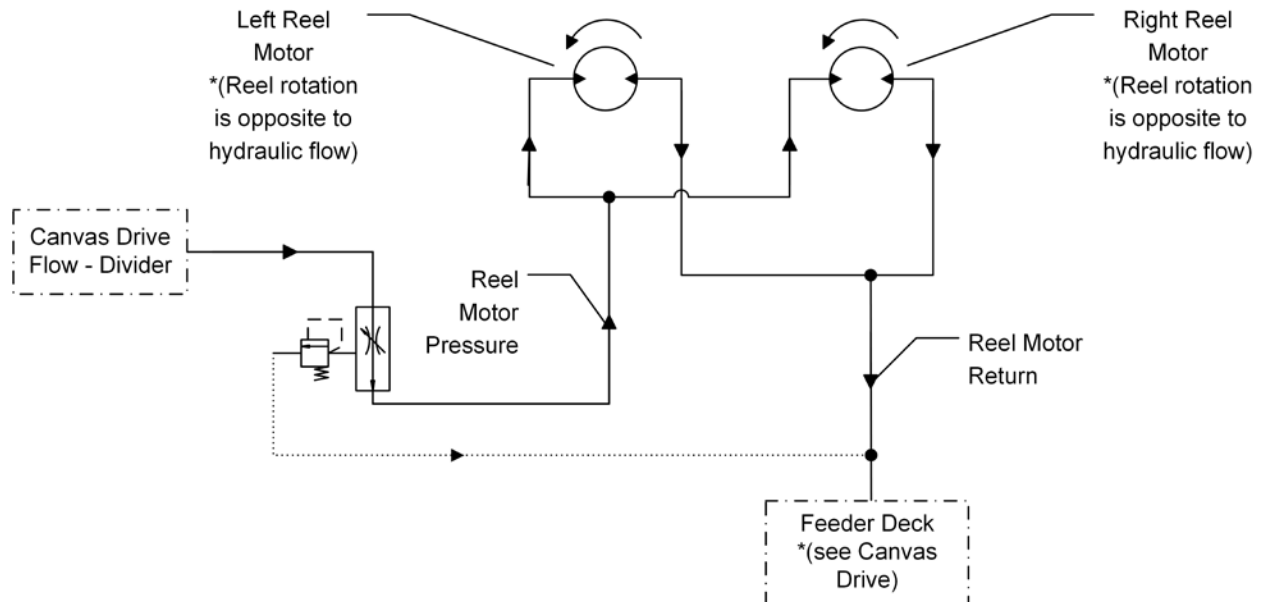 Left Reel
Motor
*(Reel rotation
is opposite to
hydraulic flow)
Right Reel
Motor
*(Reel rotation
is opposite to
hydraulic flow)
Canvas Drive
Flow - Divider
Reel
Motor
Pressure
Reel Motor
Return
Feeder Deck
*(see Canvas
Drive)